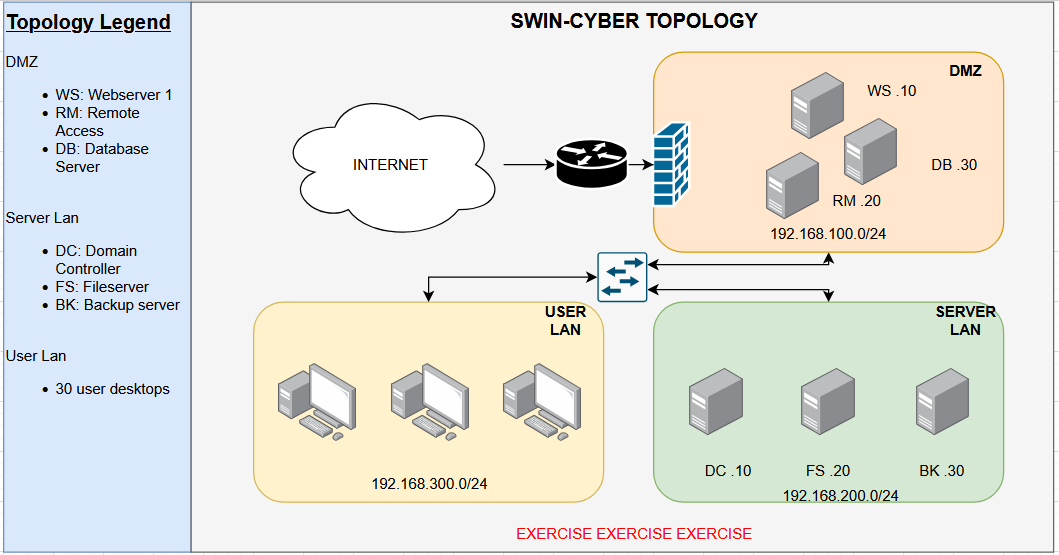 Topology Legend
DMZ
WS: Webserver 1
RM: Remote
Access
DB: Database
Server
Server Lan
DC: Domain
Controller
FS: Fileserver
BK: Backup server
User Lan
30 user desktops
SWIN-CYBER TOPOLOGY
INTERNET
DMZ
WS .10
DB .30
RM .20
192.168.100.0/24
USER
LAN
192.168.300.0/24
SERVER
LAN
DC .10
FS .20
BK .30
192.168.200.0/24
EXERCISE EXERCISE EXERCISE